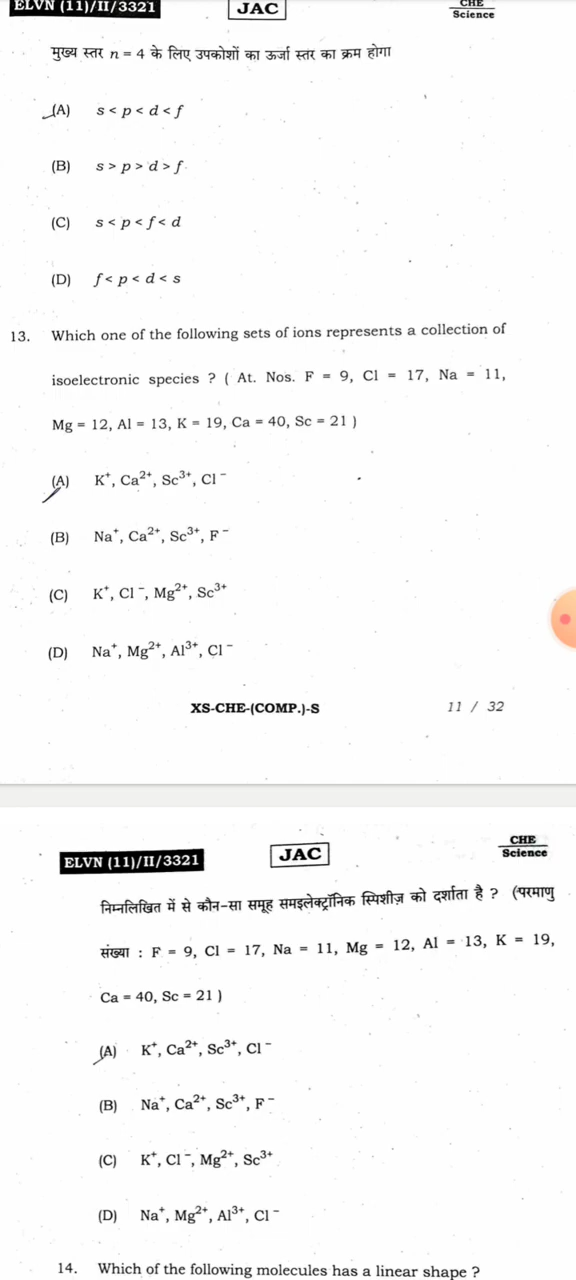 ELVN (11)/II/3321 JAC CHE
Science
मुख्य स्तर n = 4 के लिए उपकोशों का ऊर्जा स्तर का क्रम होगा
(A) s < p < d < f
(B) s > p > d > f
(C) s < p < f < d
(D) f < p < d < s
13. Which one of the following sets of ions represents a collection of
isoelectronic species ? ( At. Nos. F = 9, Cl = 17, Na = 11,
Mg = 12, Al = 13, K = 19, Ca = 40, Sc = 21 )
(A) K⁺, Ca²⁺, Sc³⁺, Cl⁻
(B) Na⁺, Ca²⁺, Sc³⁺, F⁻
(C) K⁺, Cl⁻, Mg²⁺, Sc³⁺
(D) Na⁺, Mg²⁺, Al³⁺, Cl⁻
XS-CHE-(COMP.)-S 11 / 32
ELVN (11)/II/3321 JAC CHE
Science
निम्नलिखित में से कौन-सा समूह समइलेक्ट्रॉनिक स्पिशीज़ को दर्शाता है ? (परमाणु
संख्या : F = 9, Cl = 17, Na = 11, Mg = 12, Al = 13, K = 19,
Ca = 40, Sc = 21 )
(A) K⁺, Ca²⁺, Sc³⁺, Cl⁻
(B) Na⁺, Ca²⁺, Sc³⁺, F⁻
(C) K⁺, Cl⁻, Mg²⁺, Sc³⁺
(D) Na⁺, Mg²⁺, Al³⁺, Cl⁻
14. Which of the following molecules has a linear shape ?